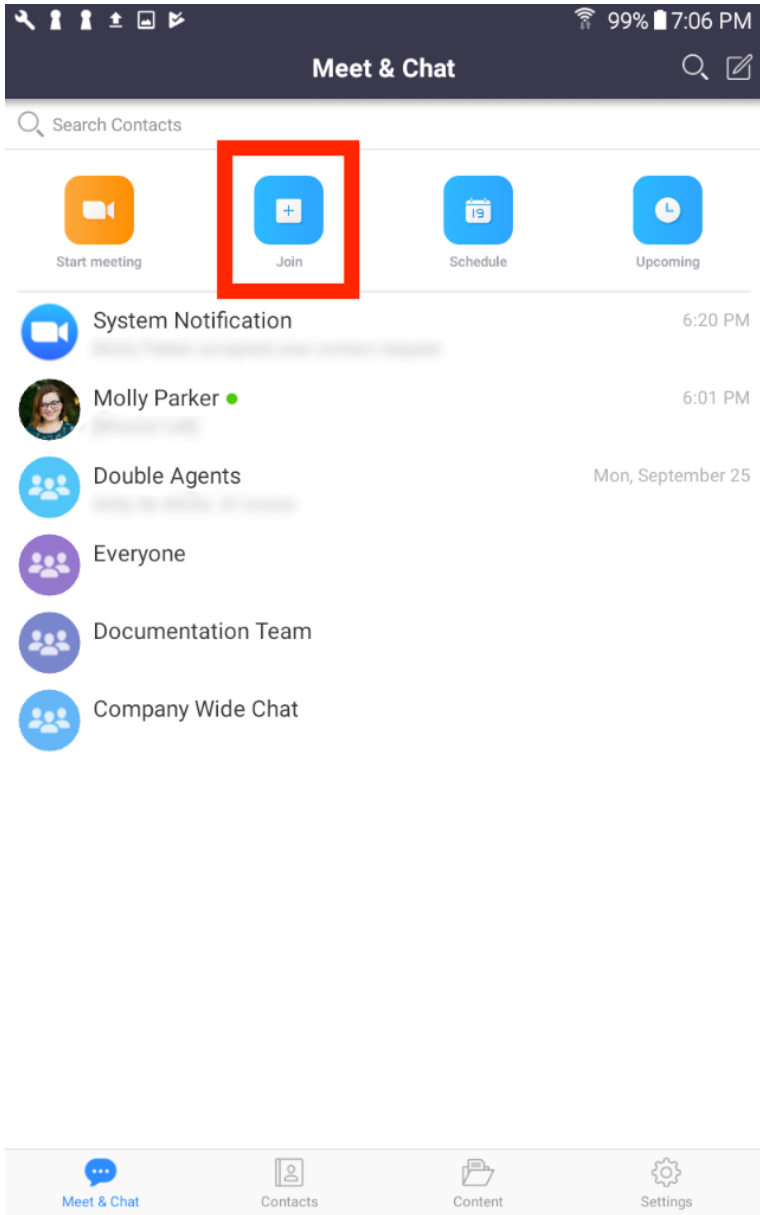 99% 7:06 PM
Meet & Chat
Search Contacts
Start meeting
Join
19
Schedule
Upcoming
System Notification 6:20 PM
Molly Parker 6:01 PM
Double Agents Mon, September 25
Everyone
Documentation Team
Company Wide Chat
Meet & Chat
Contacts
Content
Settings